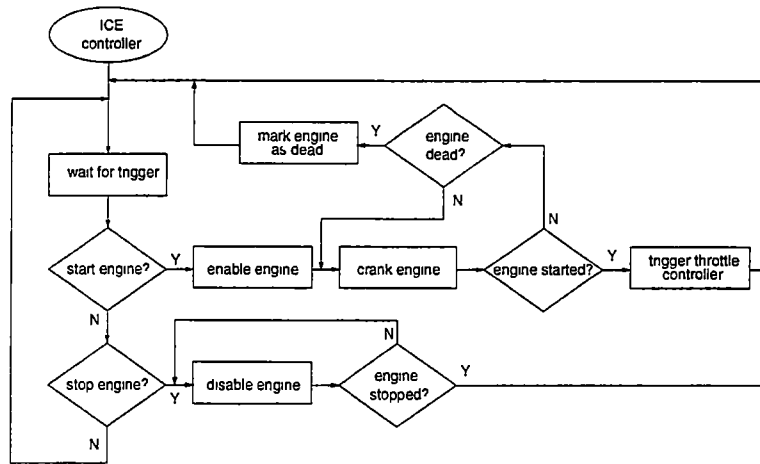 ICE
controller
mark engine
as dead
Y
engine
dead?
wait for trigger
N
N
start engine?
Y
enable engine
crank engine
engine started?
Y
trigger throttle
controller
N
N
stop engine?
Y
disable engine
engine
stopped?
Y
N